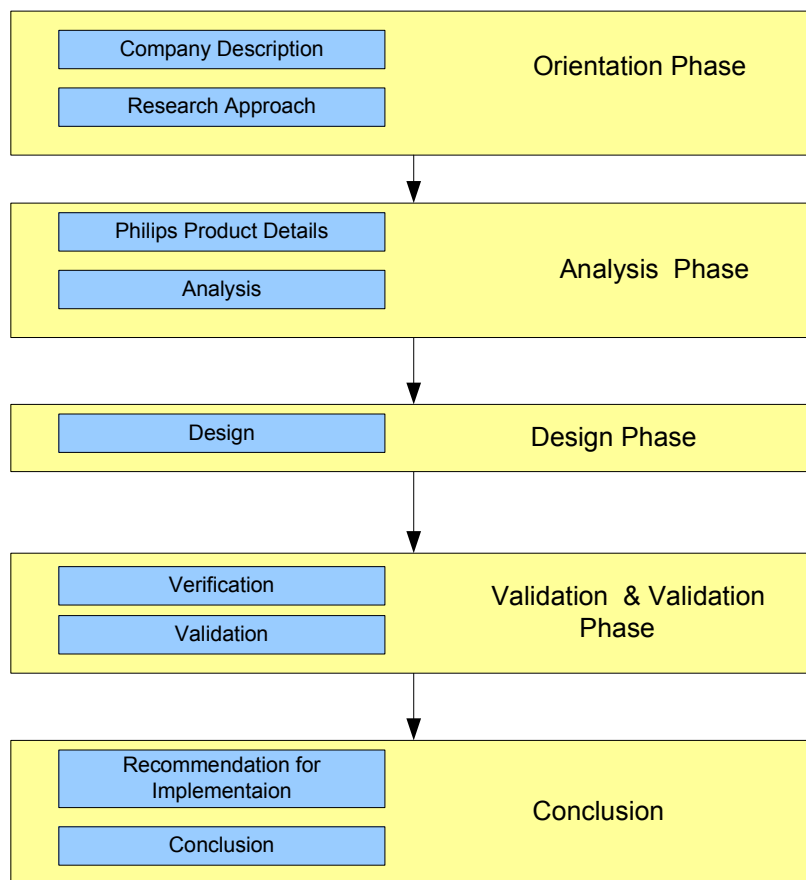 Company Description
Orientation Phase
Research Approach
Philips Product Details
Analysis Phase
Analysis
Design
Design Phase
Verification
Validation & Validation
Phase
Validation
Recommendation for
Implementaion
Conclusion
Conclusion